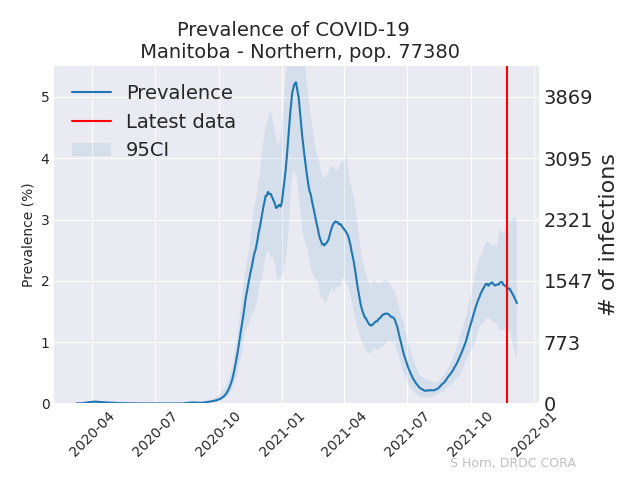 Prevalence of COVID-19
Manitoba - Northern, pop. 77380
Prevalence
Latest data
95CI
Prevalence (%)
5
4
3
2
1
0
3869
3095
2321
1547
773
0
# of infections
2020-04
2020-07
2020-10
2021-01
2021-04
2021-07
2021-10
2022-01
S Horn, DRDC CORA